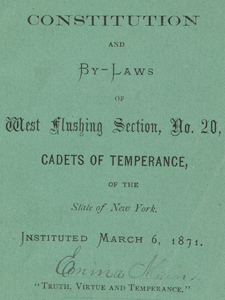 CONSTITUTION
AND
BY-LAWS
OF
West Flushing Section, No. 20,
CADETS OF TEMPERANCE,
OF THE
State of New York.
INSTITUTED MARCH 6, 1871.
Emma
"TRUTH, VIRTUE AND TEMPERANCE."